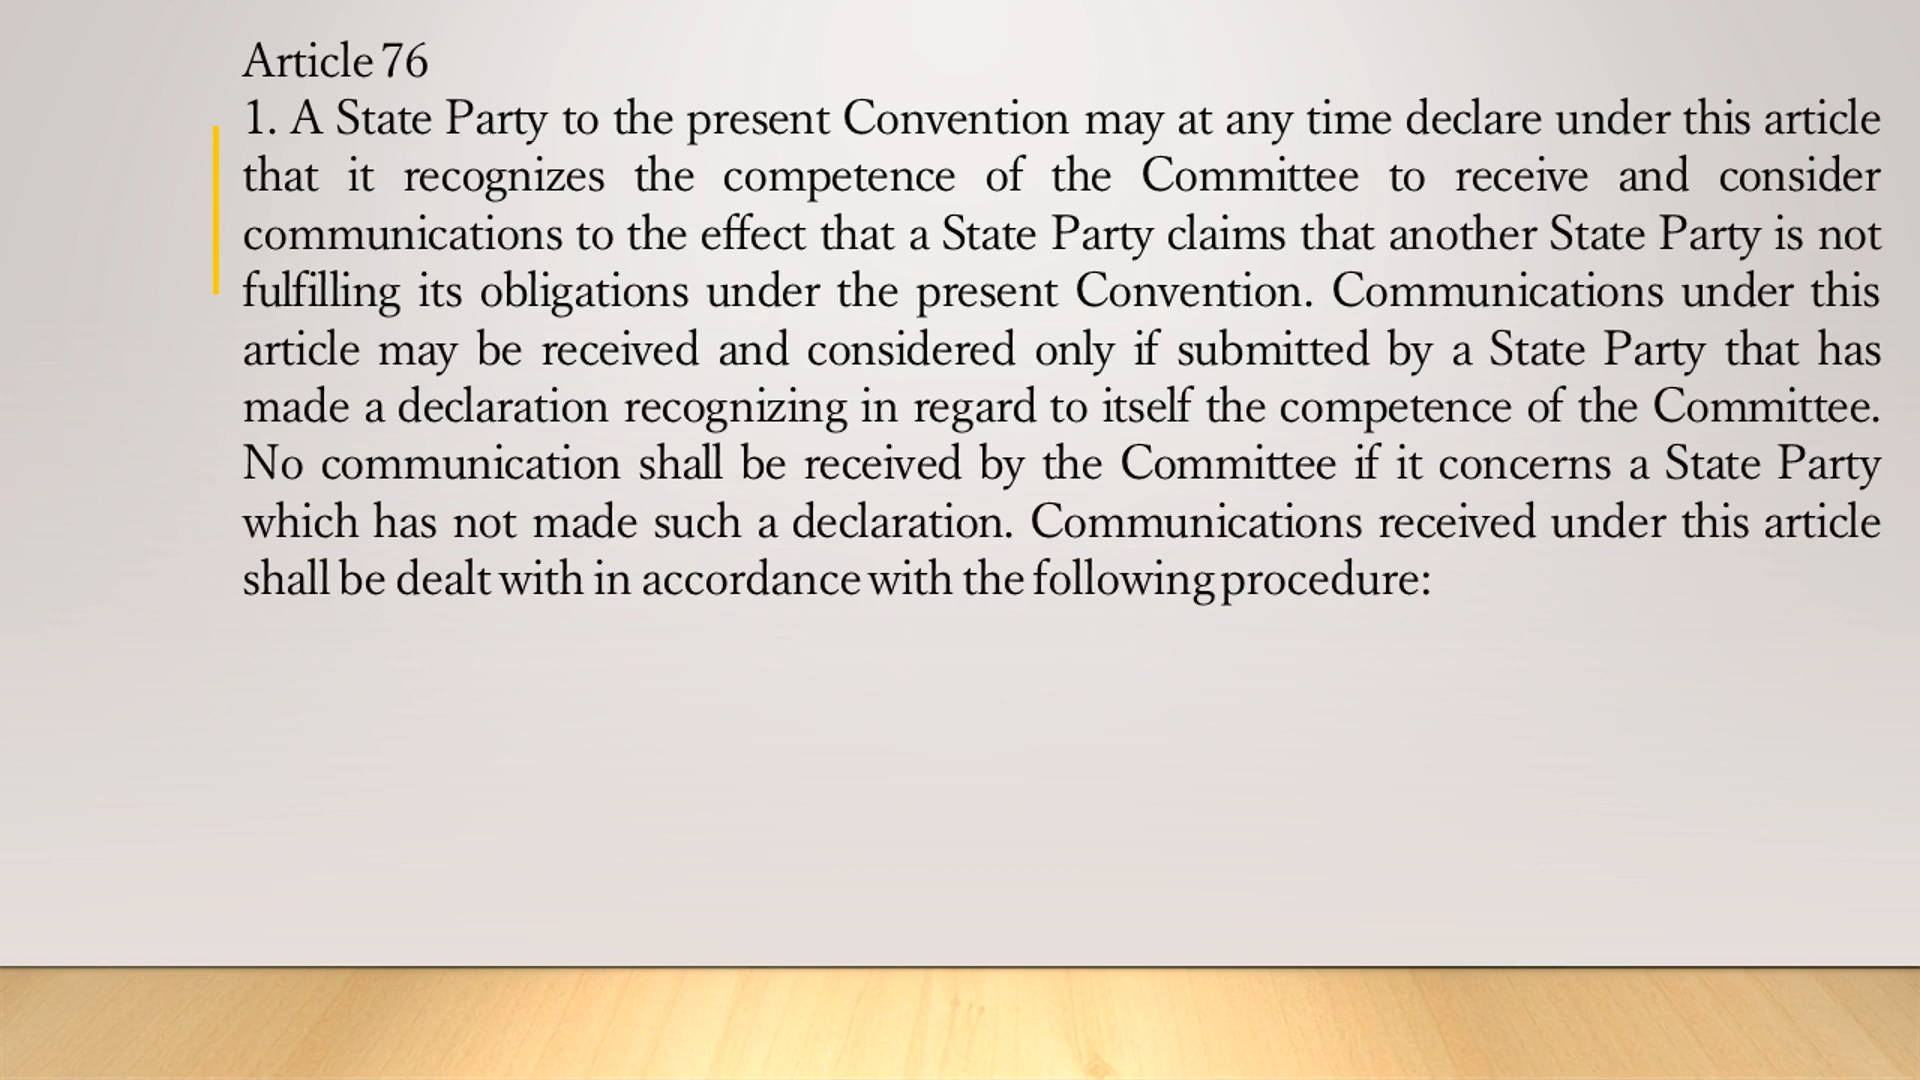 Article 76
1. A State Party to the present Convention may at any time declare under this article
that it recognizes the competence of the Committee to receive and consider
communications to the effect that a State Party claims that another State Party is not
fulfilling its obligations under the present Convention. Communications under this
article may be received and considered only if submitted by a State Party that has
made a declaration recognizing in regard to itself the competence of the Committee.
No communication shall be received by the Committee if it concerns a State Party
which has not made such a declaration. Communications received under this article
shall be dealt with in accordance with the following procedure: